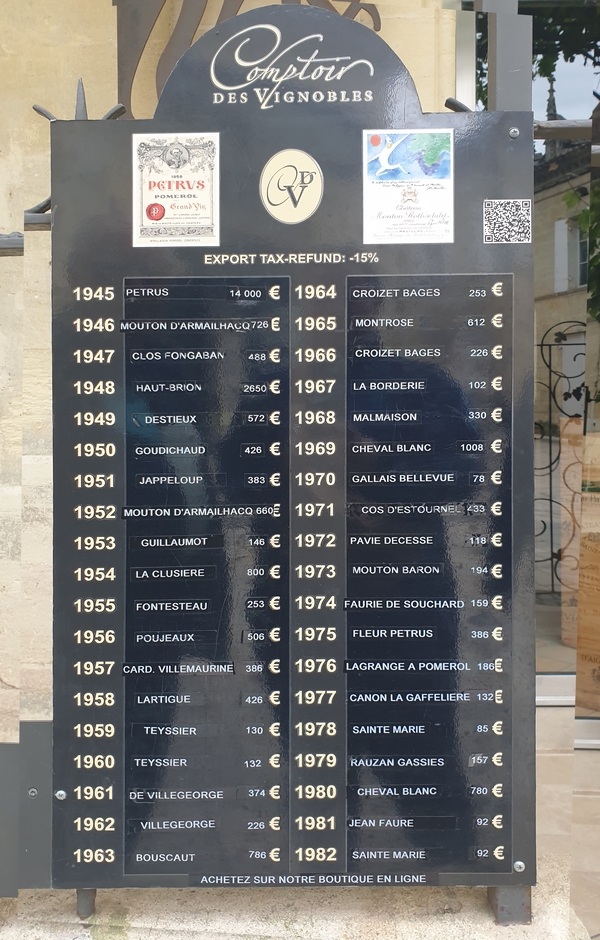 Comptoir
DES VIGNOBLES
PETRUS
POMEROL
Grand Vin
Château
Mouton Rothschild
DV
EXPORT TAX-REFUND: -15%
1945 PETRUS 14 000 €
1946 MOUTON D'ARMAILHACQ 726 €
1947 CLOS FONGABAN 488 €
1948 HAUT-BRION 2650 €
1949 DESTIEUX 572 €
1950 GOUDICHAUD 426 €
1951 JAPPELOUP 383 €
1952 MOUTON D'ARMAILHACQ 660€
1953 GUILLAUMOT 146 €
1954 LA CLUSIERE 800 €
1955 FONTESTEAU 253 €
1956 POUJEAUX 506 €
1957 CARD. VILLEMAURINE 386 €
1958 LARTIGUE 426 €
1959 TEYSSIER 130 €
1960 TEYSSIER 132 €
1961 DE VILLEGEORGE 374 €
1962 VILLEGEORGE 226 €
1963 BOUSCAUT 786 €
1964 CROIZET BAGES 253 €
1965 MONTROSE 612 €
1966 CROIZET BAGES 226 €
1967 LA BORDERIE 102 €
1968 MALMAISON 330 €
1969 CHEVAL BLANC 1008 €
1970 GALLAIS BELLEVUE 78 €
1971 COS D'ESTOURNEL 433 €
1972 PAVIE DECESSE 118 €
1973 MOUTON BARON 194 €
1974 FAURIE DE SOUCHARD 159 €
1975 FLEUR PETRUS 386 €
1976 LAGRANGE A POMEROL 186€
1977 CANON LA GAFFELIERE 132€
1978 SAINTE MARIE 85 €
1979 RAUZAN GASSIES 157 €
1980 CHEVAL BLANC 780 €
1981 JEAN FAURE 92 €
1982 SAINTE MARIE 92 €
ACHETEZ SUR NOTRE BOUTIQUE EN LIGNE